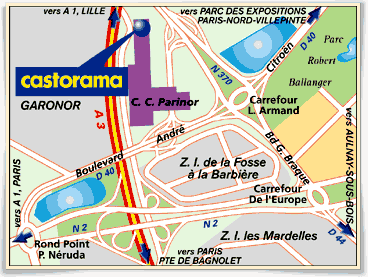 vers A 1, LILLE
vers PARC DES EXPOSITIONS
PARIS-NORD-VILLEPINTE
castorama
GARONOR
A 3
C. C. Parinor
N 370
Citroën
D 40
Parc
Robert
Ballanger
Carrefour
L. Armand
Boulevard
André
Bd G. Braque
vers AULNAY-SOUS-BOIS
vers A 1, PARIS
D 40
Z. I. de la Fosse
à la Barbière
Carrefour
De l'Europe
N 2
N 2
Rond Point
P. Néruda
Z. I. les Mardelles
D 44
vers PARIS
PTE DE BAGNOLET